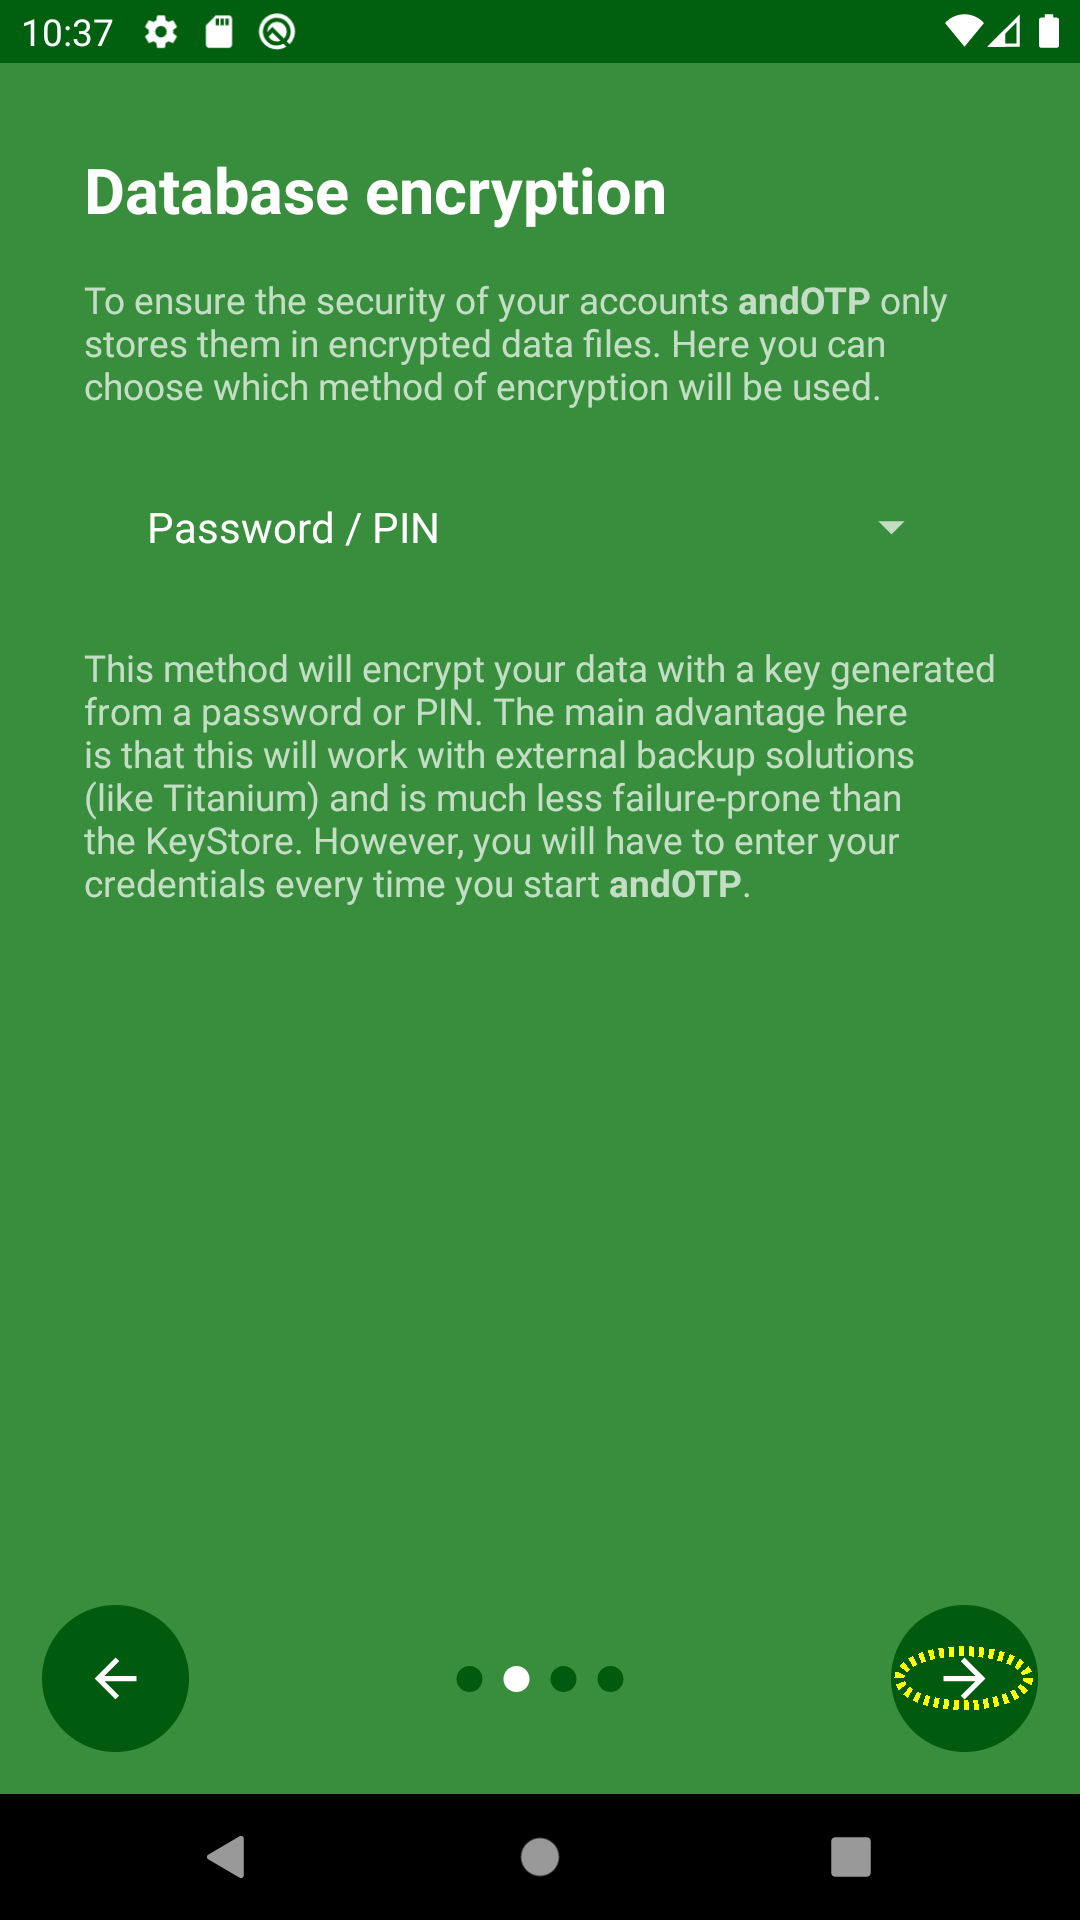 10:37
Database encryption
To ensure the security of your accounts andOTP only
stores them in encrypted data files. Here you can
choose which method of encryption will be used.
Password / PIN
This method will encrypt your data with a key generated
from a password or PIN. The main advantage here
is that this will work with external backup solutions
(like Titanium) and is much less failure-prone than
the KeyStore. However, you will have to enter your
credentials every time you start andOTP.